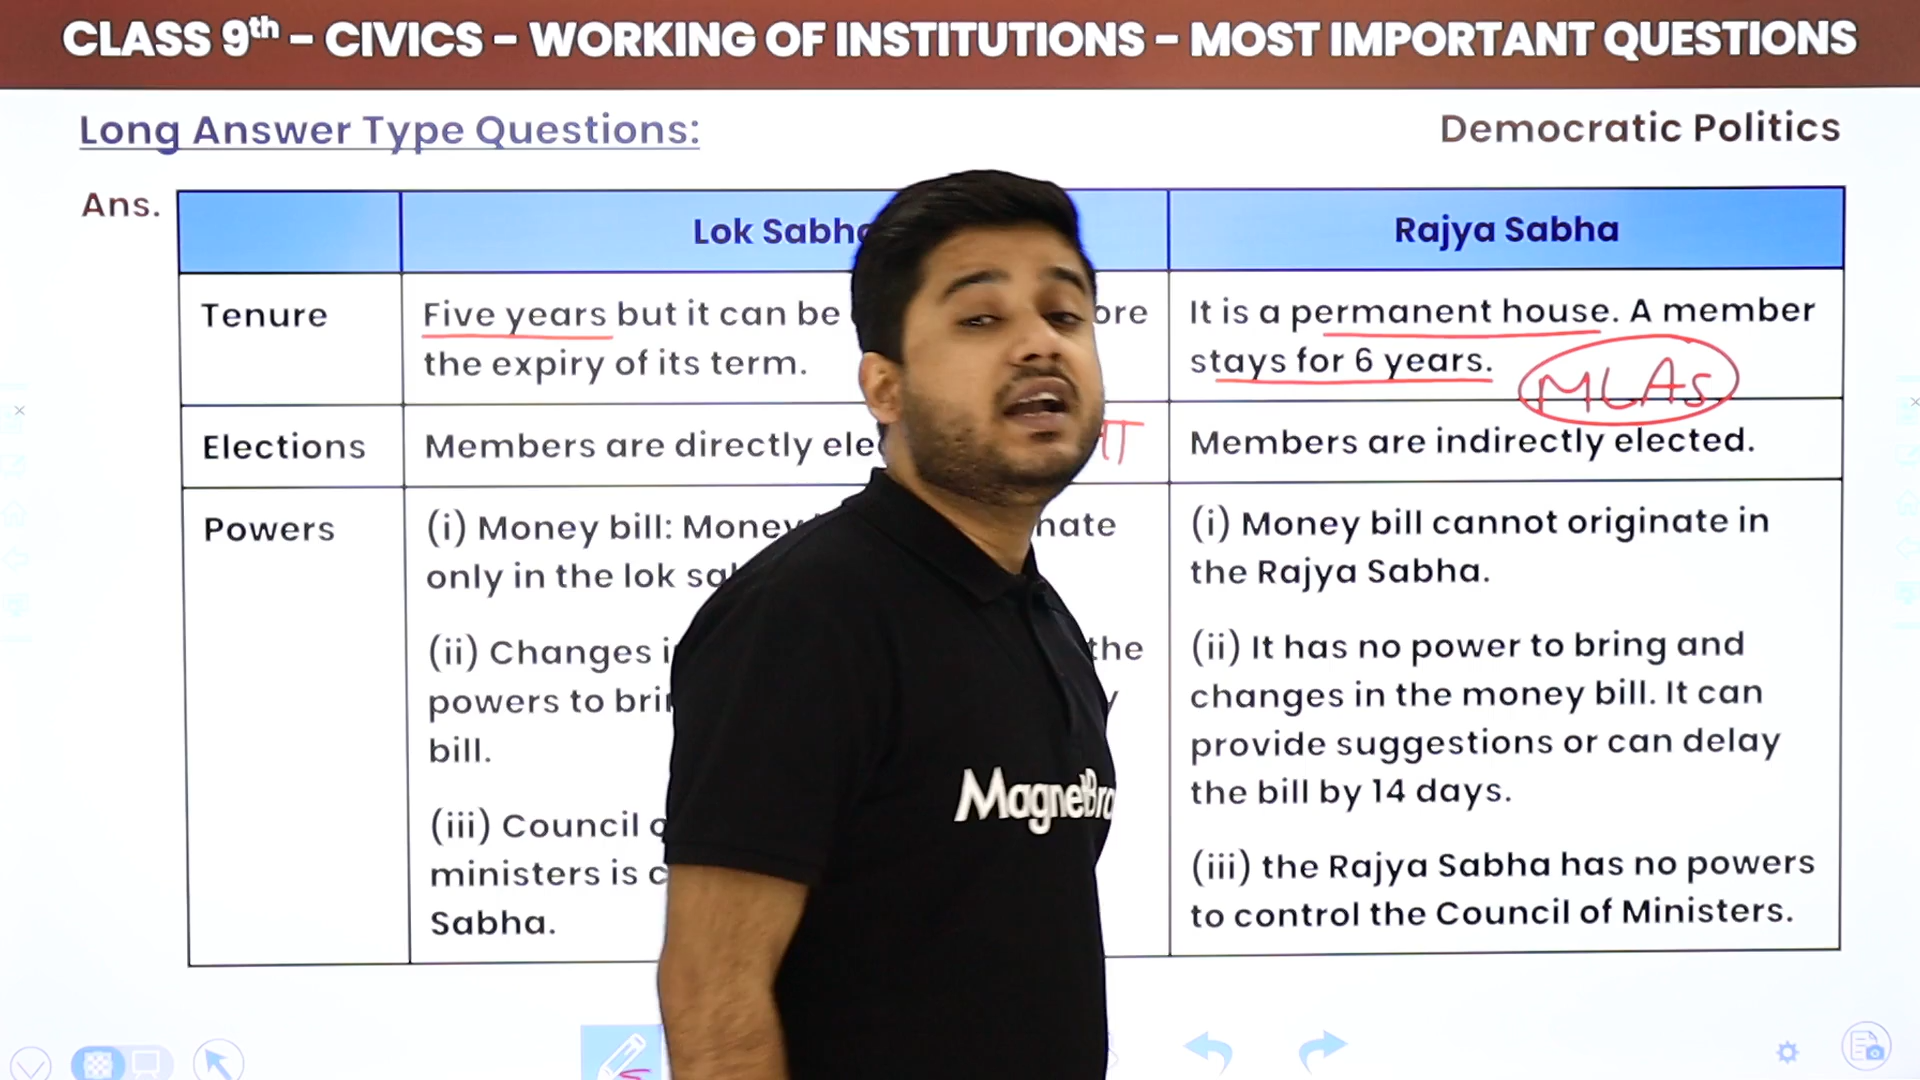 CLASS 9th - CIVICS - WORKING OF INSTITUTIONS - MOST IMPORTANT QUESTIONS
Long Answer Type Questions:
Democratic Politics
Ans.
Lok Sabha
Rajya Sabha
Tenure
Five years but it can be
the expiry of its term.
It is a permanent house. A member
stays for 6 years.
MLAs
Elections
Members are directly
Members are indirectly elected.
Powers
(i) Money bill: Money
only in the lok
(i) Money bill cannot originate in
the Rajya Sabha.
(ii) Changes
the
powers to
bill.
(ii) It has no power to bring and
changes in the money bill. It can
provide suggestions or can delay
the bill by 14 days.
(iii) Council
ministers is
Sabha.
(iii) the Rajya Sabha has no powers
to control the Council of Ministers.